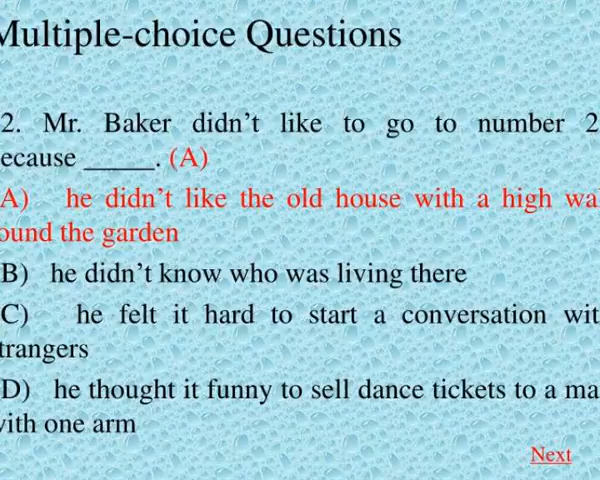 Multiple-choice Questions
2. Mr. Baker didn’t like to go to number 2
ecause _____. (A)
A) he didn’t like the old house with a high wa
ound the garden
B) he didn’t know who was living there
C) he felt it hard to start a conversation wit
trangers
D) he thought it funny to sell dance tickets to a ma
with one arm
Next